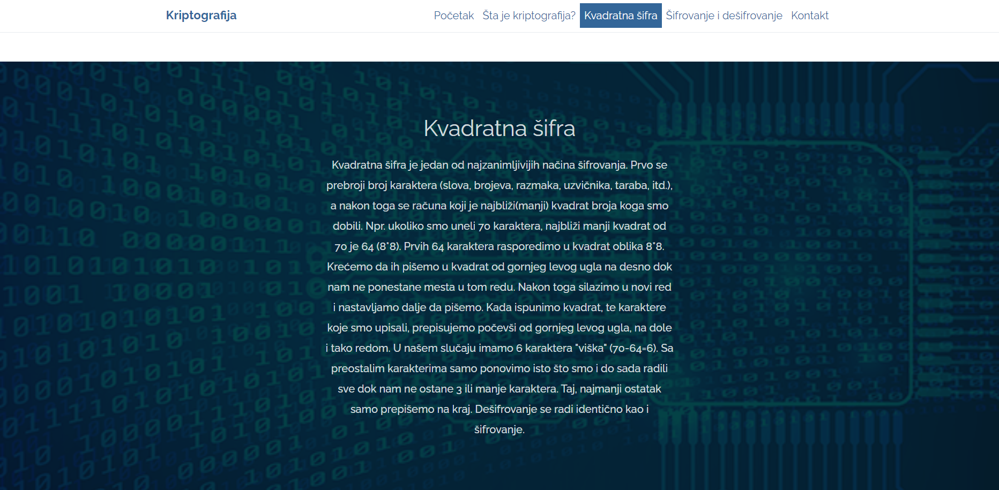 Kriptografija
Početak Šta je kriptografija? Kvadratna šifra Šifrovanje i dešifrovanje Kontakt
Kvadratna šifra
Kvadratna šifra je jedan od najzanimljivijih načina šifrovanja. Prvo se
prebroji broj karaktera (slova, brojeva, razmaka, uzvičnika, taraba, itd.),
a nakon toga se računa koji je najbliži(manji) kvadrat broja koga smo
dobili. Npr. ukoliko smo uneli 70 karaktera, najbliži manji kvadrat od
70 je 64 (8*8). Prvih 64 karaktera rasporedimo u kvadrat oblika 8*8.
Krećemo da ih pišemo u kvadrat od gornjeg levog ugla na desno dok
nam ne ponestane mesta u tom redu. Nakon toga silazimo u novi red
i nastavljamo dalje da pišemo. Kada ispunimo kvadrat, te karaktere
koje smo upisali, prepisujemo počevši od gornjeg levog ugla, na dole
i tako redom. U našem slučaju imamo 6 karaktera "viška" (70-64=6). Sa
preostalim karakterima samo ponovimo isto što smo i do sada radili
sve dok nam ne ostane 3 ili manje karaktera. Taj, najmanji ostatak
samo prepišemo na kraj. Dešifrovanje se radi identično kao i
šifrovanje.